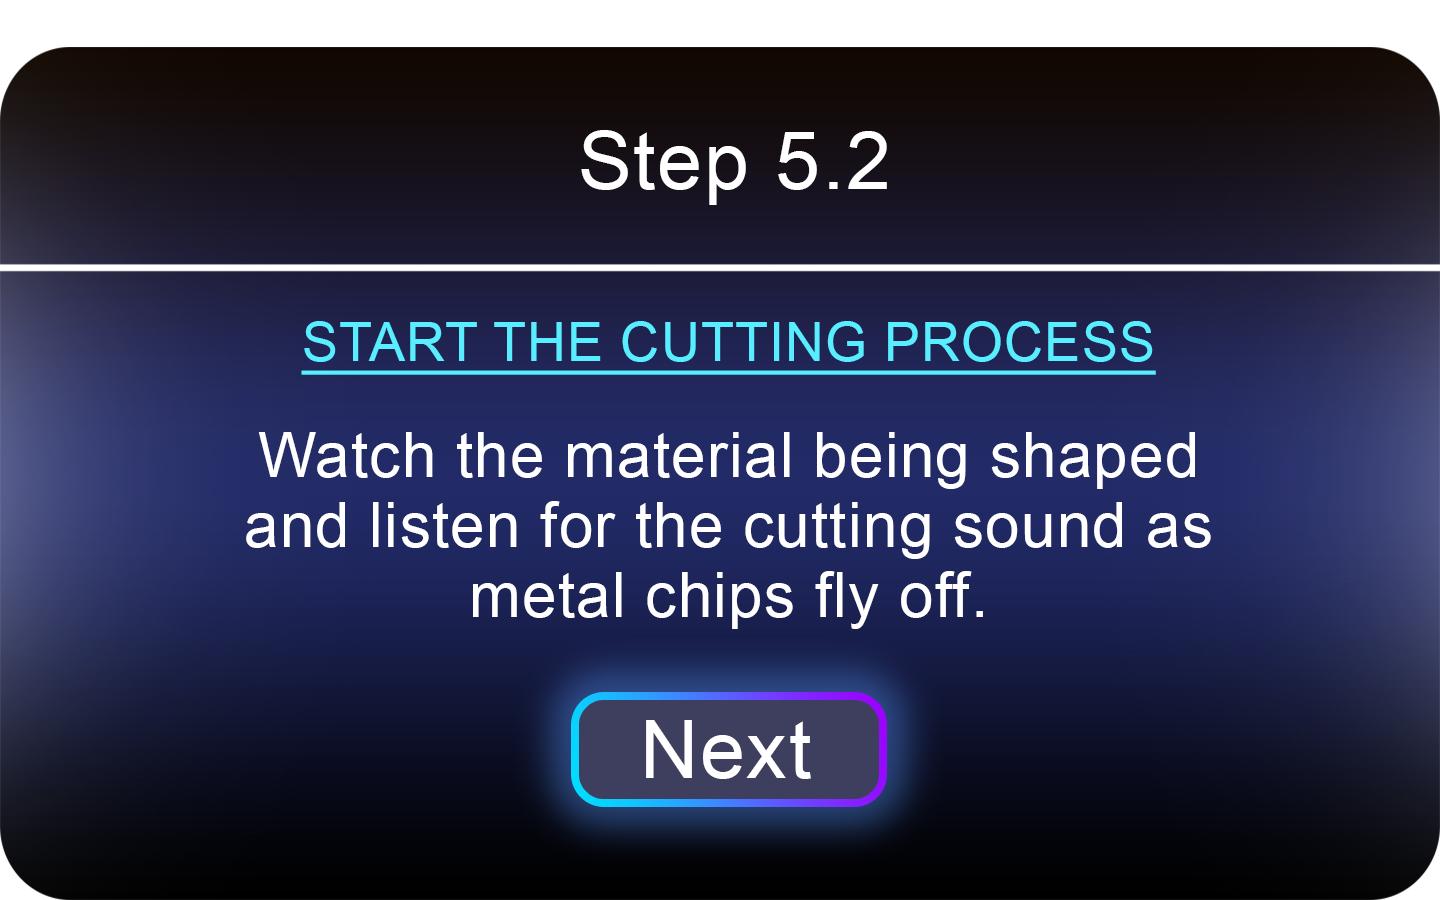 Step 5.2
START THE CUTTING PROCESS
Watch the material being shaped
and listen for the cutting sound as
metal chips fly off.
Next